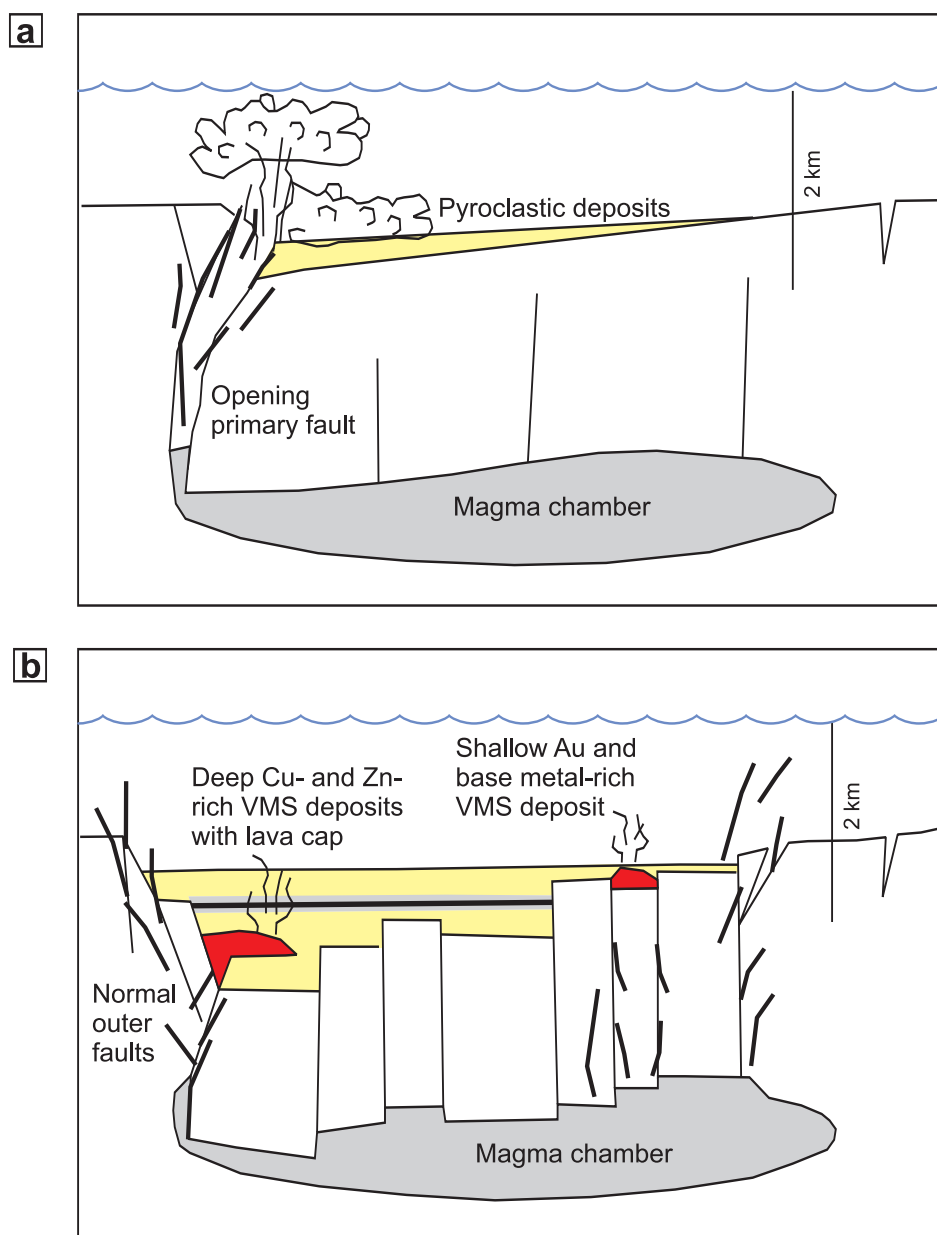 a
2 km
Pyroclastic deposits
Opening
primary fault
Magma chamber
b
Deep Cu- and Zn-
rich VMS deposits
with lava cap
Shallow Au and
base metal-rich
VMS deposit
2 km
Normal
outer
faults
Magma chamber